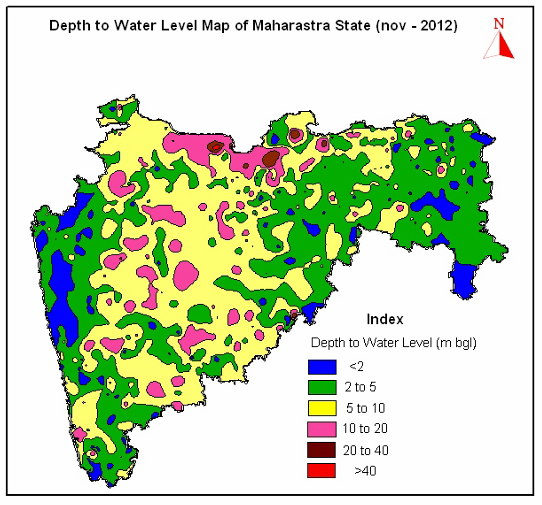 Depth to Water Level Map of Maharastra State (nov - 2012)
N
Index
Depth to Water Level (m bgl)
<2
2 to 5
5 to 10
10 to 20
20 to 40
>40